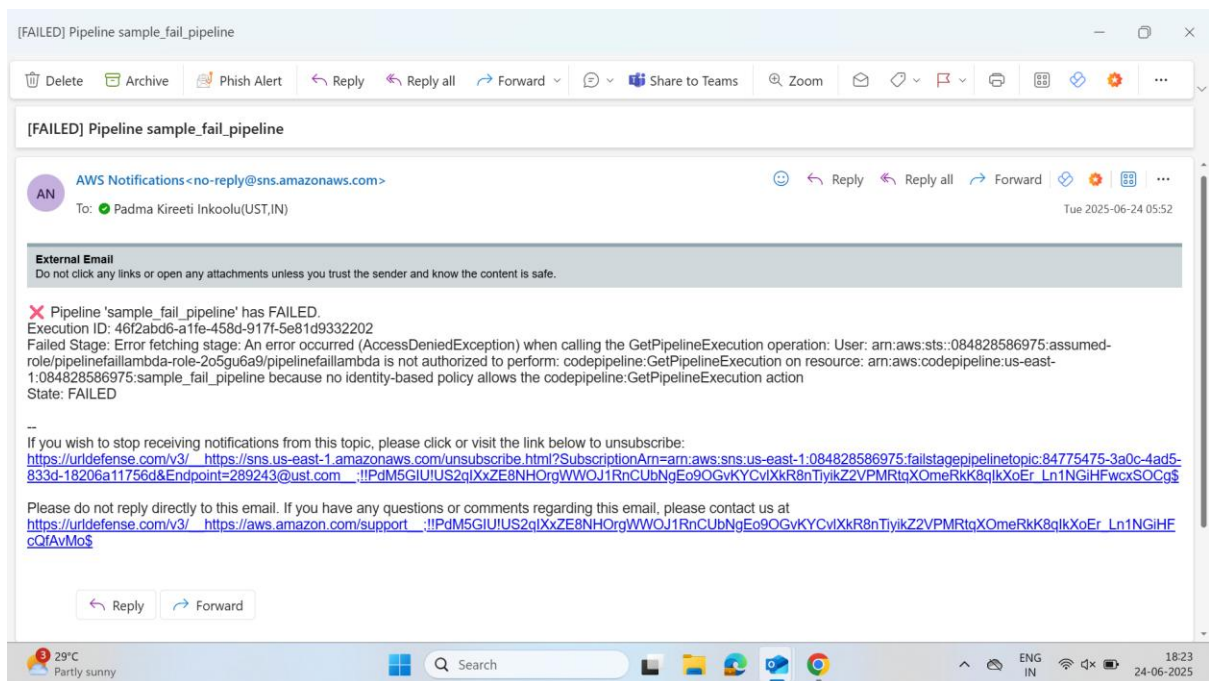 [FAILED] Pipeline sample_fail_pipeline
Delete Archive Phish Alert Reply Reply all Forward Share to Teams Zoom
[FAILED] Pipeline sample_fail_pipeline
AN
AWS Notifications<no-reply@sns.amazonaws.com>
Reply Reply all Forward
To: Padma Kireeti Inkoolu(UST,IN)
Tue 2025-06-24 05:52
External Email
Do not click any links or open any attachments unless you trust the sender and know the content is safe.
❌ Pipeline 'sample_fail_pipeline' has FAILED.
Execution ID: 46f2abd6-a1fe-458d-917f-5e81d9332202
Failed Stage: Error fetching stage: An error occurred (AccessDeniedException) when calling the GetPipelineExecution operation: User: arn:aws:sts::084828586975:assumed-
role/pipelinefaillambda-role-2o5gu6a9/pipelinefaillambda is not authorized to perform: codepipeline:GetPipelineExecution on resource: arn:aws:codepipeline:us-east-
1:084828586975:sample_fail_pipeline because no identity-based policy allows the codepipeline:GetPipelineExecution action
State: FAILED
--
If you wish to stop receiving notifications from this topic, please click or visit the link below to unsubscribe:
https://urldefense.com/v3/__https://sns.us-east-1.amazonaws.com/unsubscribe.html?SubscriptionArn=arn:aws:sns:us-east-1:084828586975:failstagepipelinetopic:84775475-3a0c-4ad5-
833d-18206a11756d&Endpoint=289243@ust.com__;!!PdM5GIU!US2qIXxZE8NHOrgWWOJ1RnCUbNgEo9OGvKYCvlXkR8nTiyikZ2VPMRtqXOmeRkK8qIkXoEr_Ln1NGiHFwcxSOCg$
Please do not reply directly to this email. If you have any questions or comments regarding this email, please contact us at
https://urldefense.com/v3/__https://aws.amazon.com/support__;!!PdM5GIU!US2qIXxZE8NHOrgWWOJ1RnCUbNgEo9OGvKYCvlXkR8nTiyikZ2VPMRtqXOmeRkK8qIkXoEr_Ln1NGiHF
cQfAvMo$
Reply Forward
3
29°C
Partly sunny
Search
ENG
IN
18:23
24-06-2025